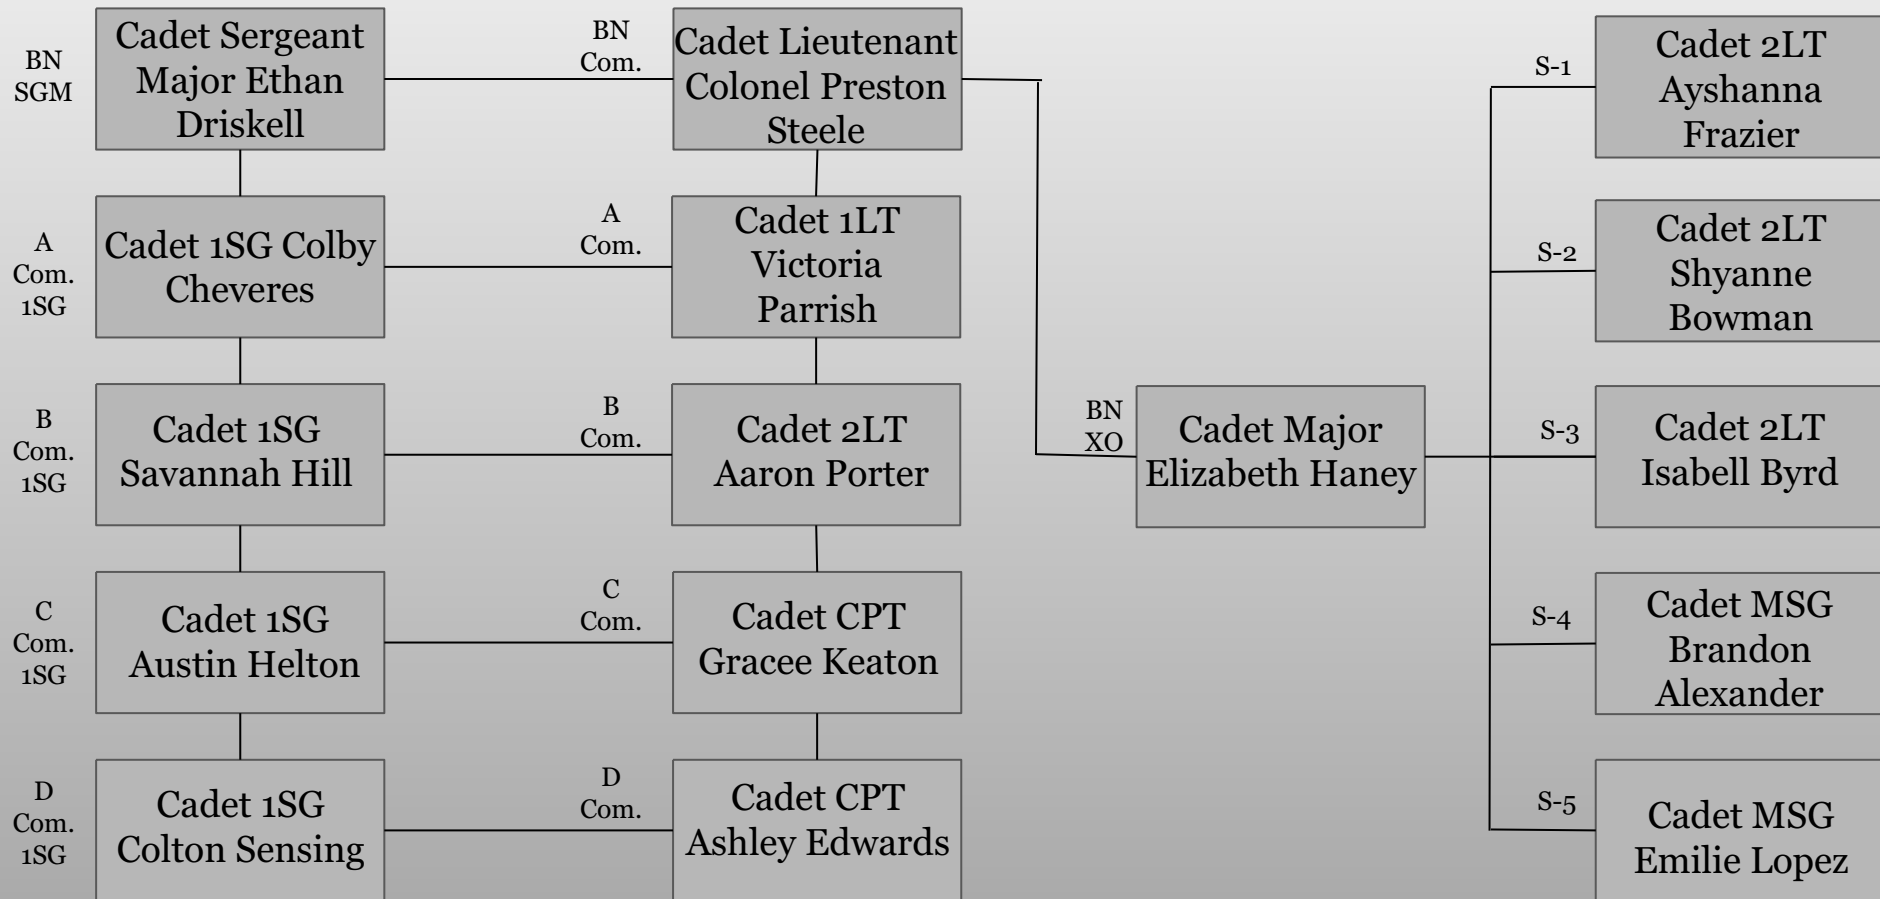 BN
SGM
Cadet Sergeant
Major Ethan
Driskell
BN
Com.
Cadet Lieutenant
Colonel Preston
Steele
S-1
Cadet 2LT
Ayshanna
Frazier
A
Com.
1SG
Cadet 1SG Colby
Cheveres
A
Com.
Cadet 1LT
Victoria
Parrish
S-2
Cadet 2LT
Shyanne
Bowman
B
Com.
1SG
Cadet 1SG
Savannah Hill
B
Com.
Cadet 2LT
Aaron Porter
BN
XO
Cadet Major
Elizabeth Haney
S-3
Cadet 2LT
Isabell Byrd
C
Com.
1SG
Cadet 1SG
Austin Helton
C
Com.
Cadet CPT
Gracee Keaton
S-4
Cadet MSG
Brandon
Alexander
D
Com.
1SG
Cadet 1SG
Colton Sensing
D
Com.
Cadet CPT
Ashley Edwards
S-5
Cadet MSG
Emilie Lopez